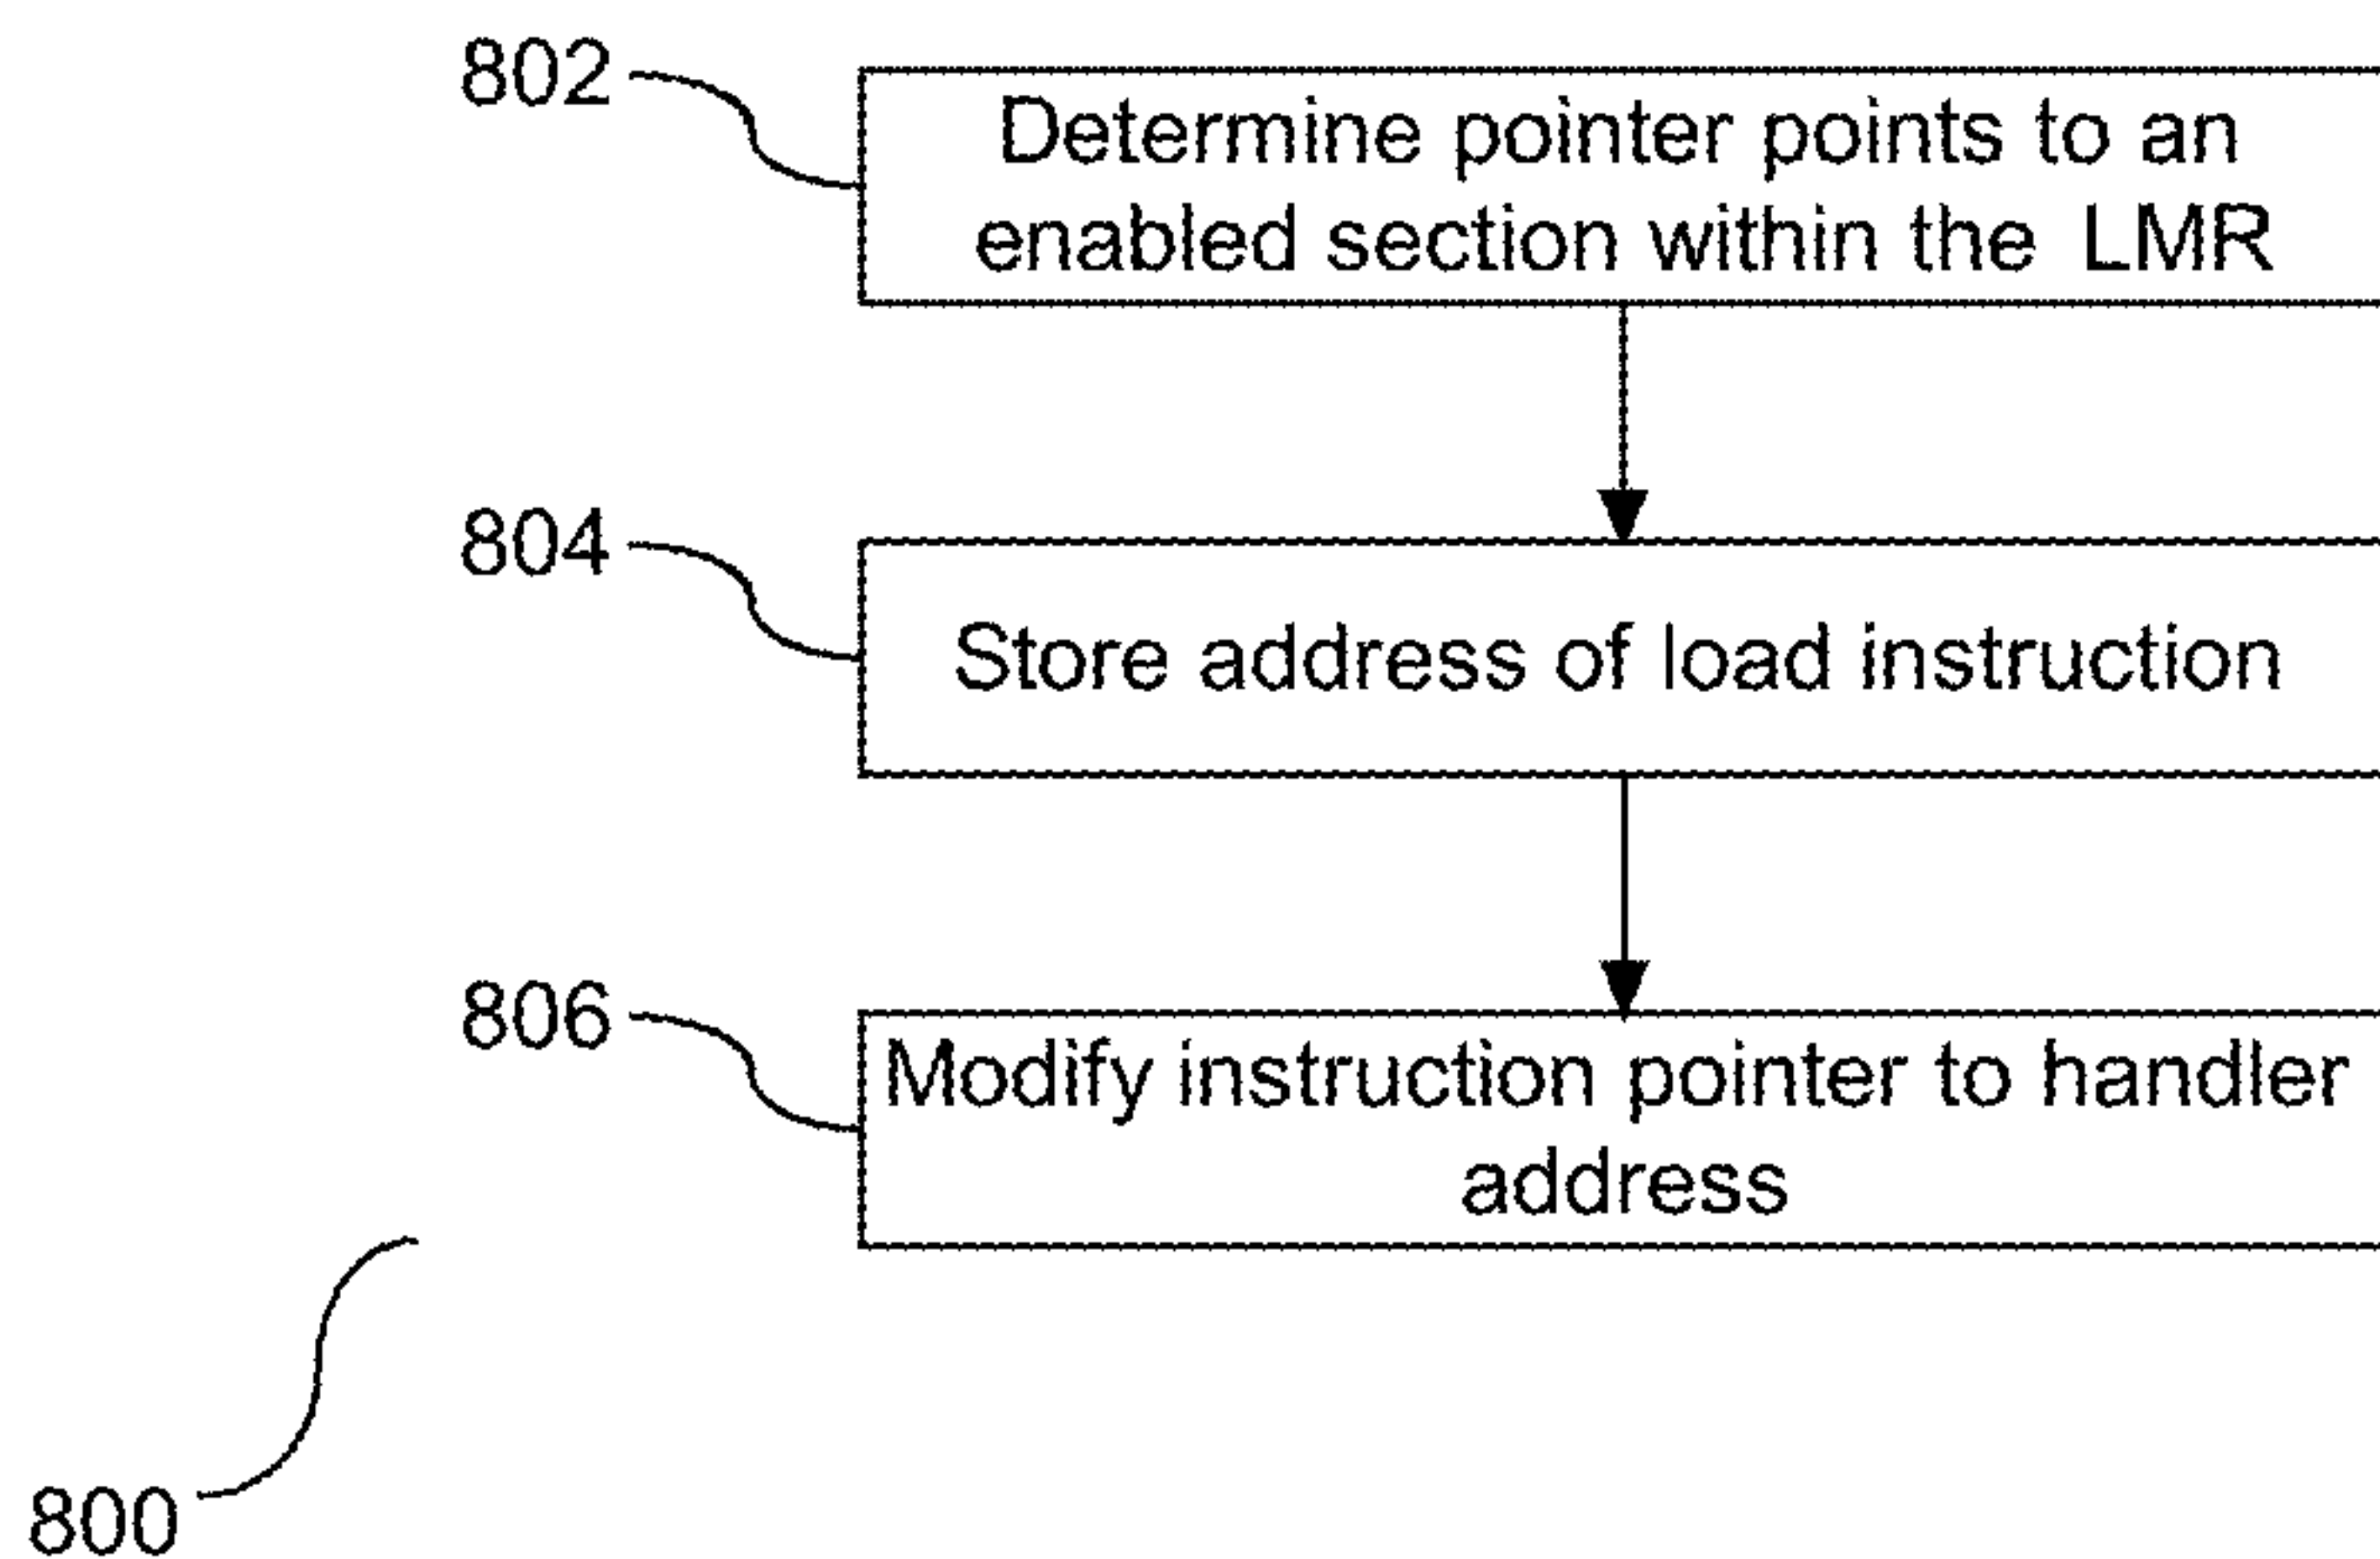 802
Determine pointer points to an
enabled section within the LMR
804
Store address of load instruction
806
Modify instruction pointer to handler
address
800